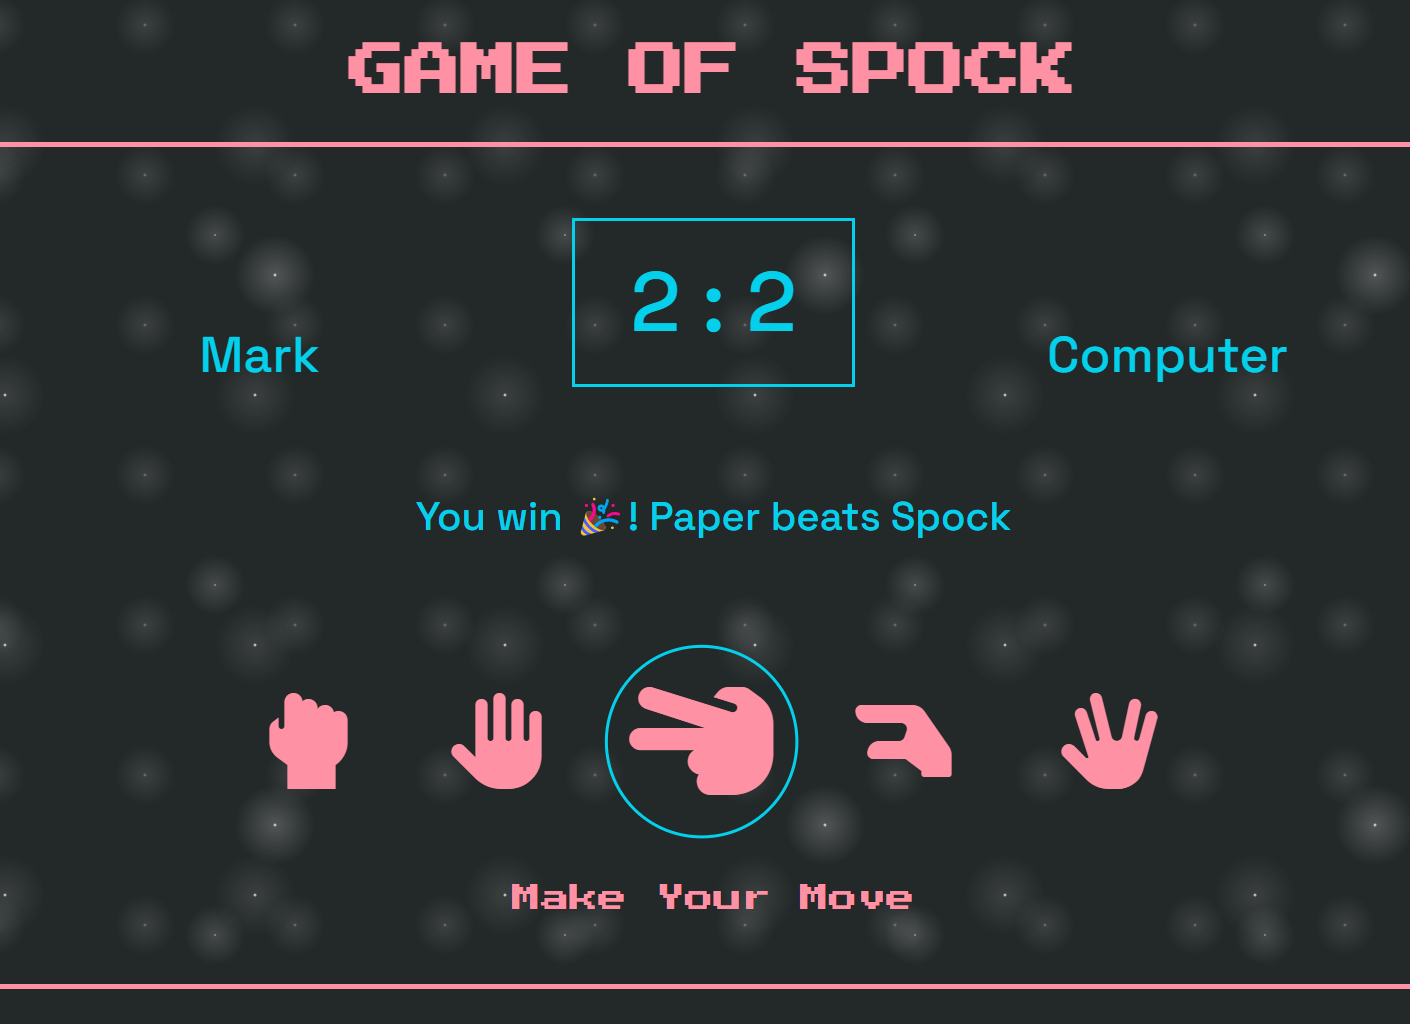 GAME OF SPOCK
2:2
Mark
Computer
You win 🎉! Paper beats Spock
Make Your Move